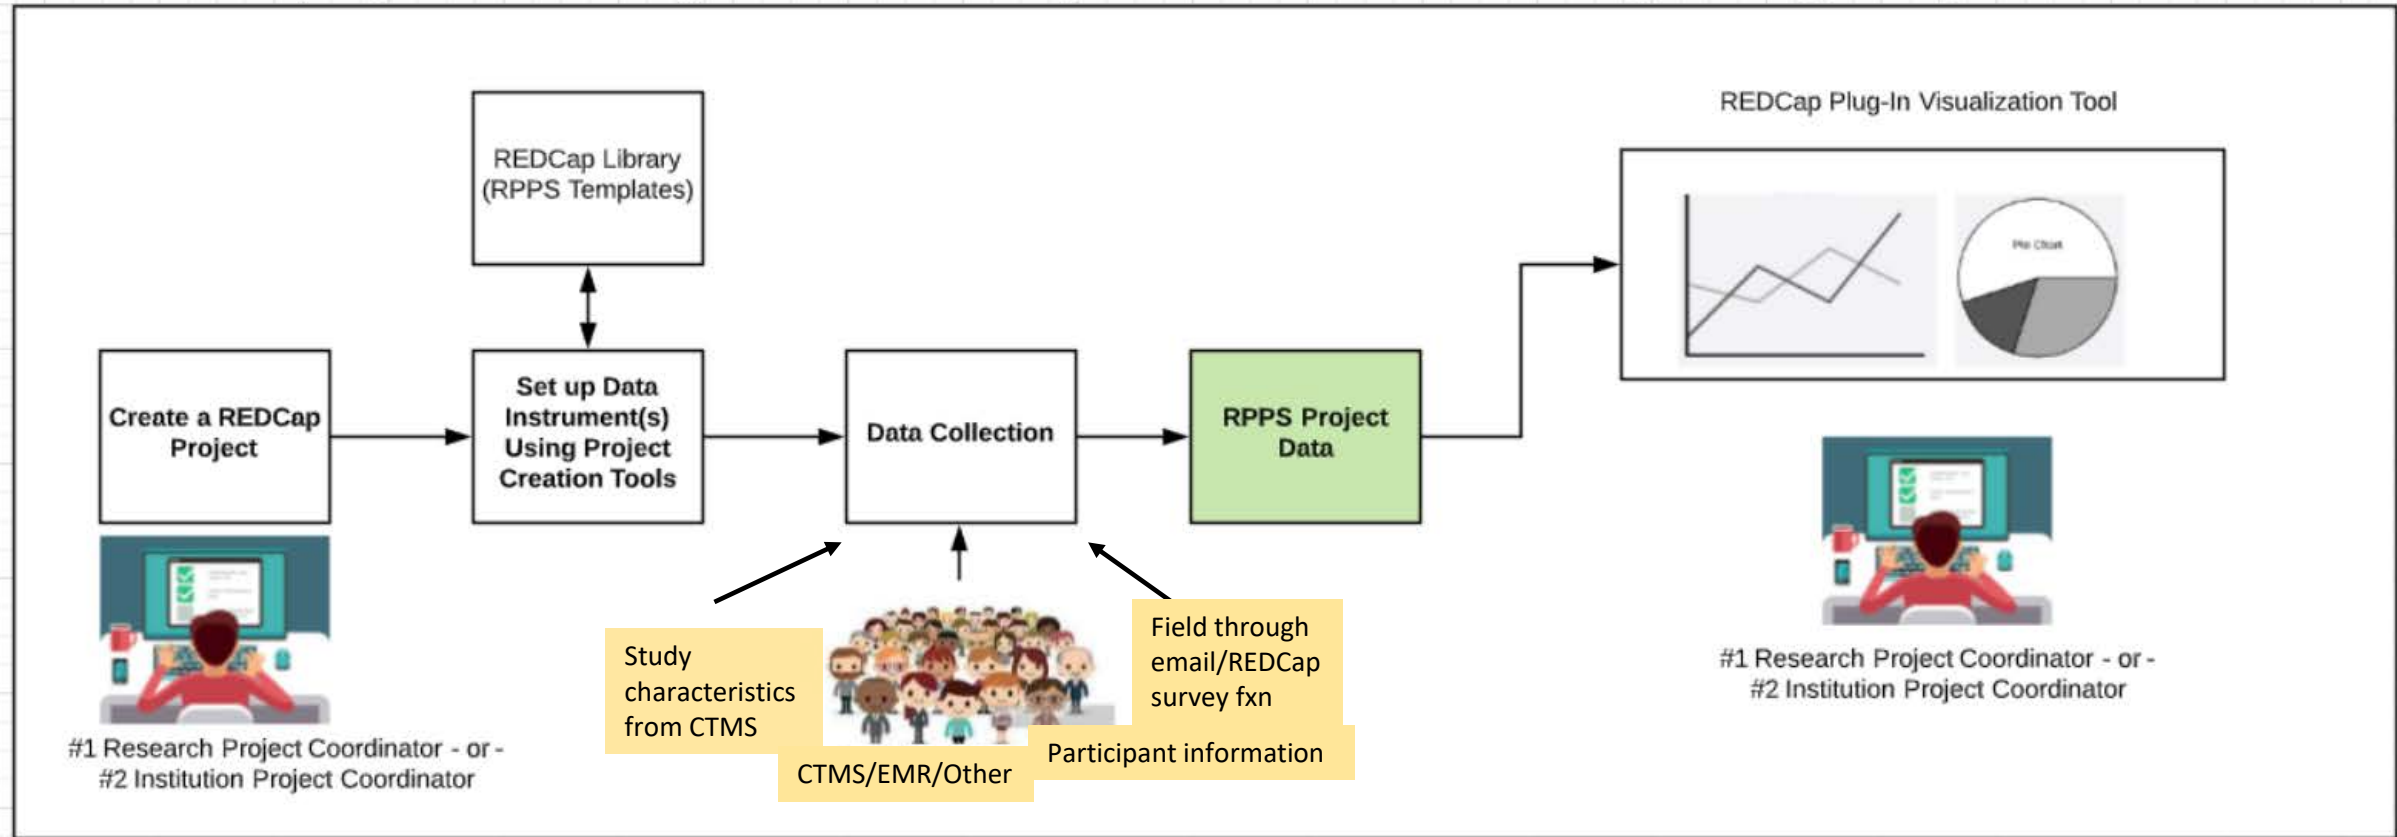 REDCap Plug-In Visualization Tool
REDCap Library
(RPPS Templates)
Pie Chart
Create a REDCap
Project
Set up Data
Instrument(s)
Using Project
Creation Tools
Data Collection
RPPS Project
Data
#1 Research Project Coordinator - or -
#2 Institution Project Coordinator
Study
characteristics
from CTMS
CTMS/EMR/Other
Field through
email/REDCap
survey fxn
Participant information
#1 Research Project Coordinator - or -
#2 Institution Project Coordinator